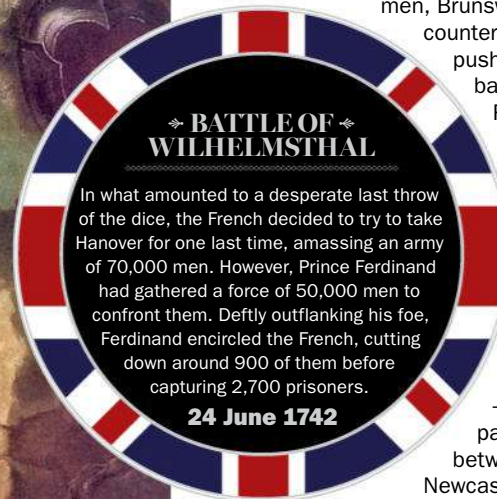 men,
counter
push
BATTLE OF
WILHELMSTHAL
In what amounted to a desperate last throw
of the dice, the French decided to try to take
Hanover for one last time, amassing an army
of 70,000 men. However, Prince Ferdinand
had gathered a force of 50,000 men to
confront them. Deftly outflanking his foe,
Ferdinand encircled the French, cutting
down around 900 of them before
capturing 2,700 prisoners.
24 June 1742
pa
betw
Newcas